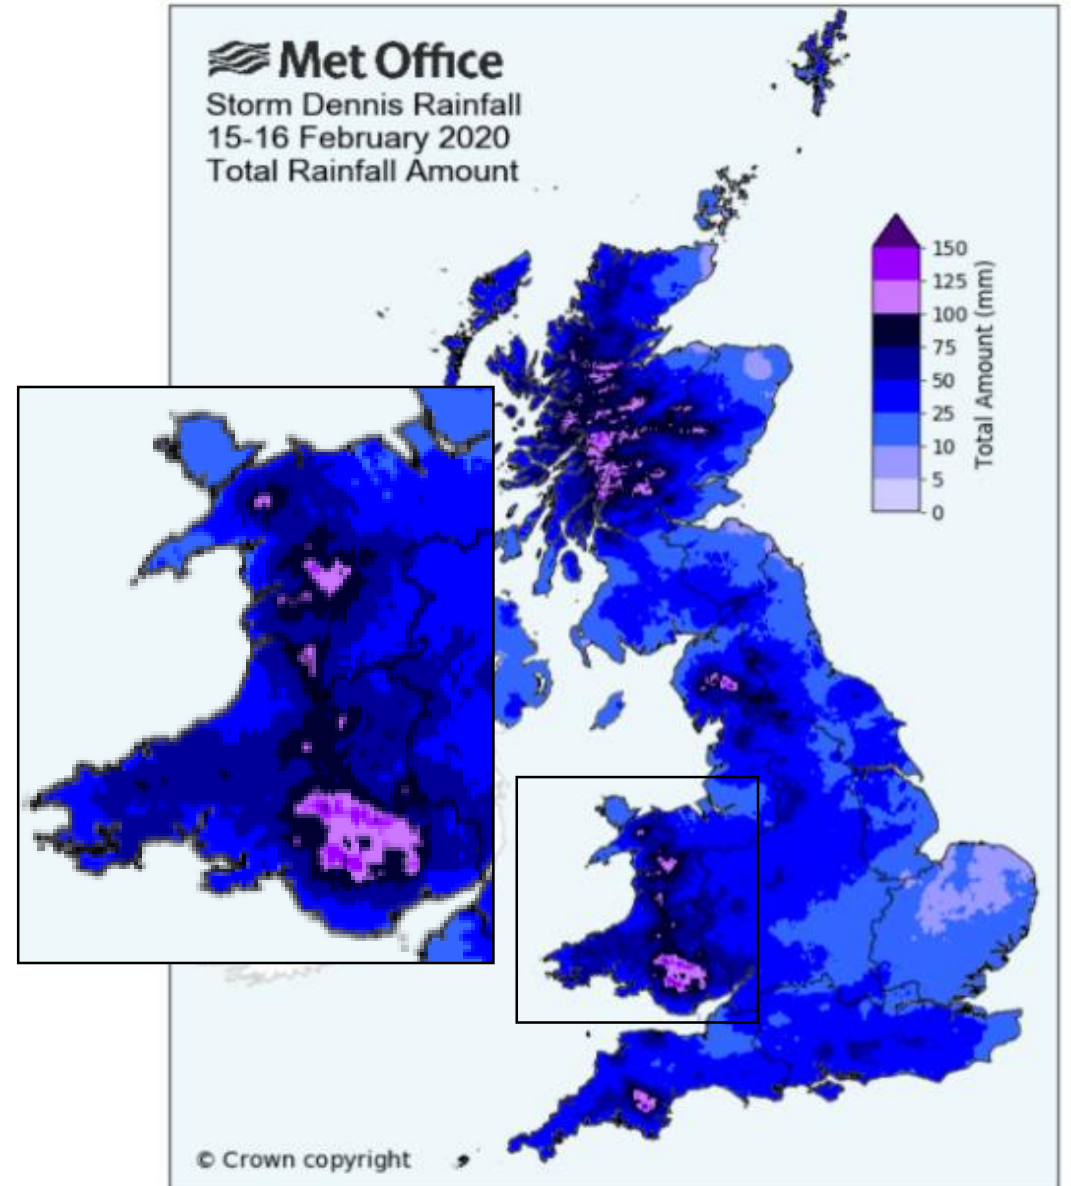 Met Office
Storm Dennis Rainfall
15-16 February 2020
Total Rainfall Amount
150
125
100
75
50
25
10
5
0
Total Amount (mm)
© Crown copyright